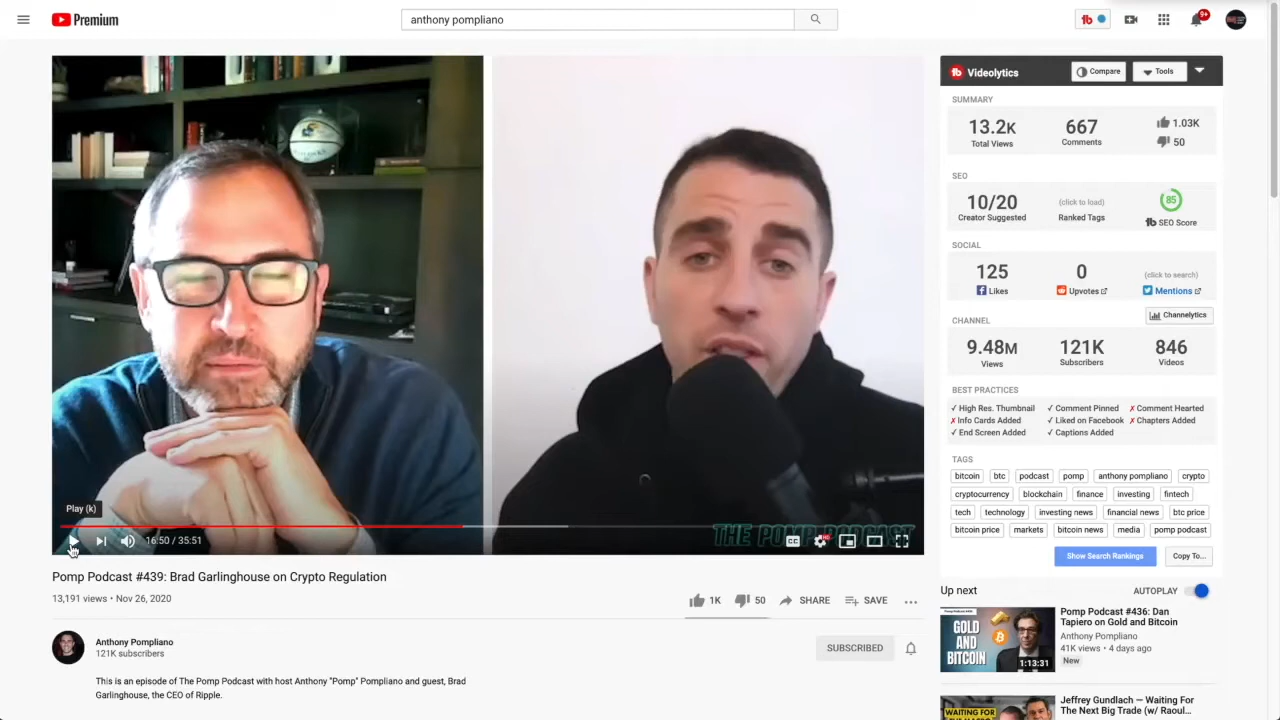 Premium
anthony pompliano
9+
Videolytics
Compare
Tools
SUMMARY
13.2K
Total Views
667
Comments
1.03K
50
SEO
10/20
Creator Suggested
(click to load)
Ranked Tags
85
SEO Score
SOCIAL
125
Likes
0
Upvotes
(click to search)
Mentions
CHANNEL
Channelytics
9.48M
Views
121K
Subscribers
846
Videos
BEST PRACTICES
✓ High Res. Thumbnail
✓ Comment Pinned
✗ Comment Hearted
✗ Info Cards Added
✓ Liked on Facebook
✗ Chapters Added
✓ End Screen Added
✓ Captions Added
TAGS
bitcoin btc podcast pomp anthony pompliano crypto
cryptocurrency blockchain finance investing fintech
tech technology investing news financial news btc price
bitcoin price markets bitcoin news media pomp podcast
Show Search Rankings
Copy To...
Play (k)
16:50 / 35:51
THE POMP PODCAST
CC
Pomp Podcast #439: Brad Garlinghouse on Crypto Regulation
13,191 views • Nov 26, 2020
1K
50
SHARE
SAVE
Anthony Pompliano
121K subscribers
SUBSCRIBED
This is an episode of The Pomp Podcast with host Anthony "Pomp" Pompliano and guest, Brad
Garlinghouse, the CEO of Ripple.
Up next
AUTOPLAY
GOLD
AND
BITCOIN
1:13:31
Pomp Podcast #436: Dan
Tapiero on Gold and Bitcoin
Anthony Pompliano
41K views • 4 days ago
New
WAITING FOR
Jeffrey Gundlach — Waiting For
The Next Big Trade (w/ Raoul...